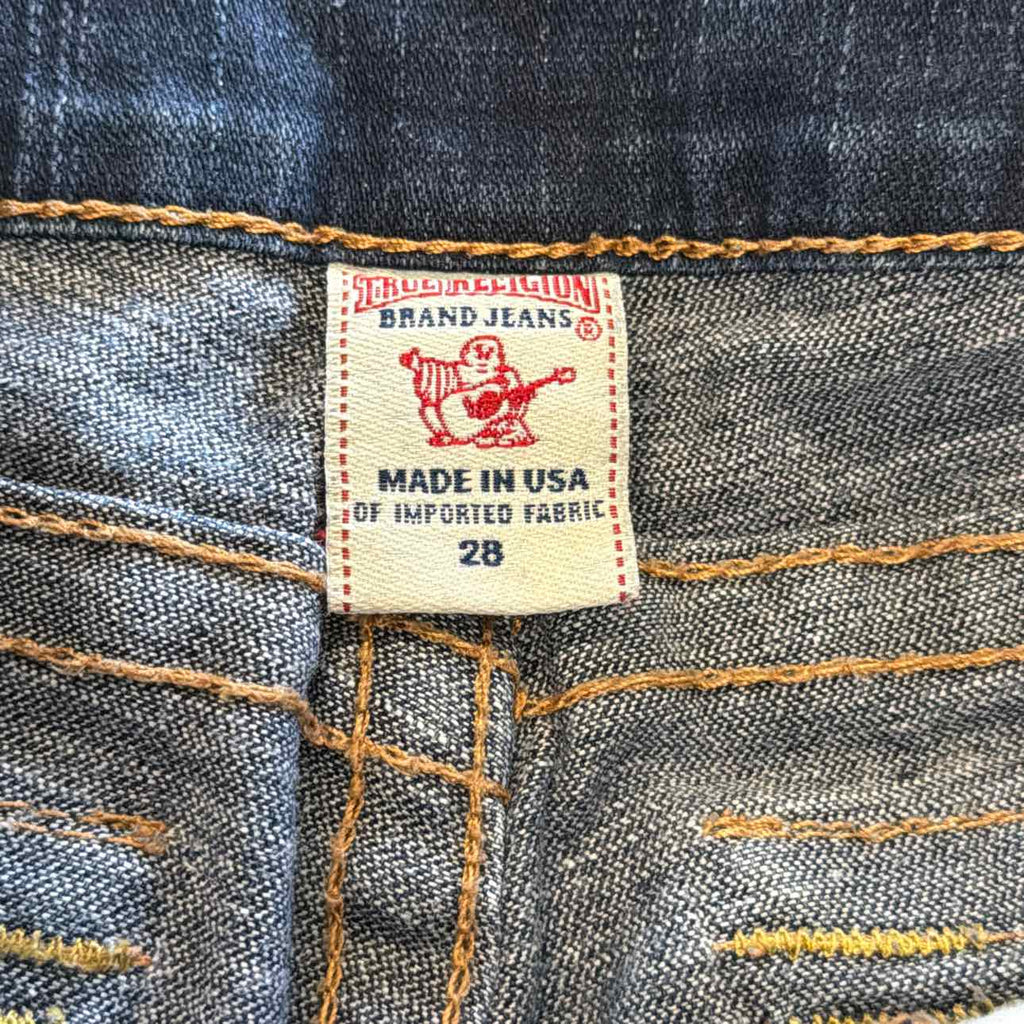 TRUE RELIGION
BRAND JEANS®
MADE IN USA
OF IMPORTED FABRIC
28